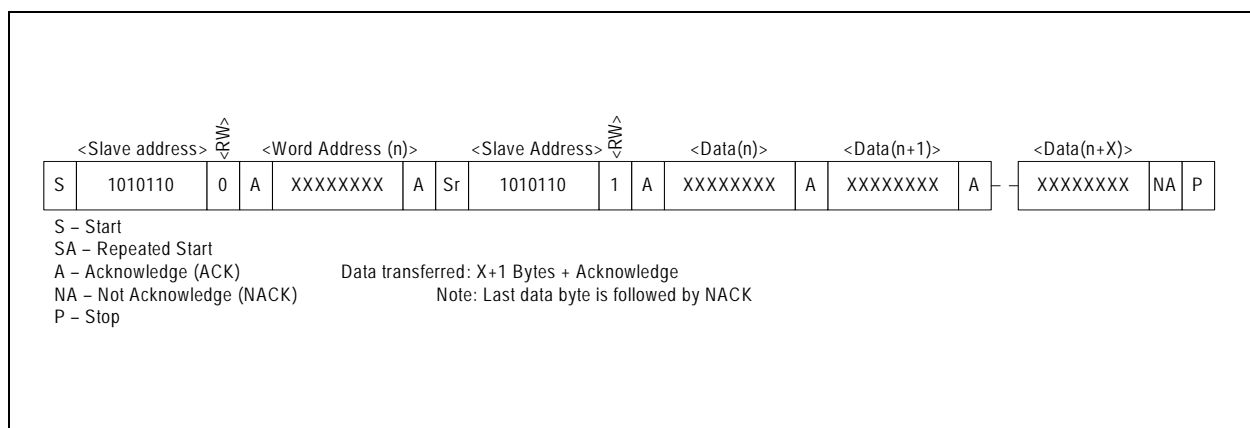 <Slave address> <RW> <Word Address (n)> <Slave Address> <RW> <Data(n)> <Data(n+1)> <Data(n+X)>
S 1010110 0 A XXXXXXXX A Sr 1010110 1 A XXXXXXXX A XXXXXXXX A XXXXXXXX NA P
S – Start
SA – Repeated Start
A – Acknowledge (ACK) Data transferred: X+1 Bytes + Acknowledge
NA – Not Acknowledge (NACK) Note: Last data byte is followed by NACK
P – Stop